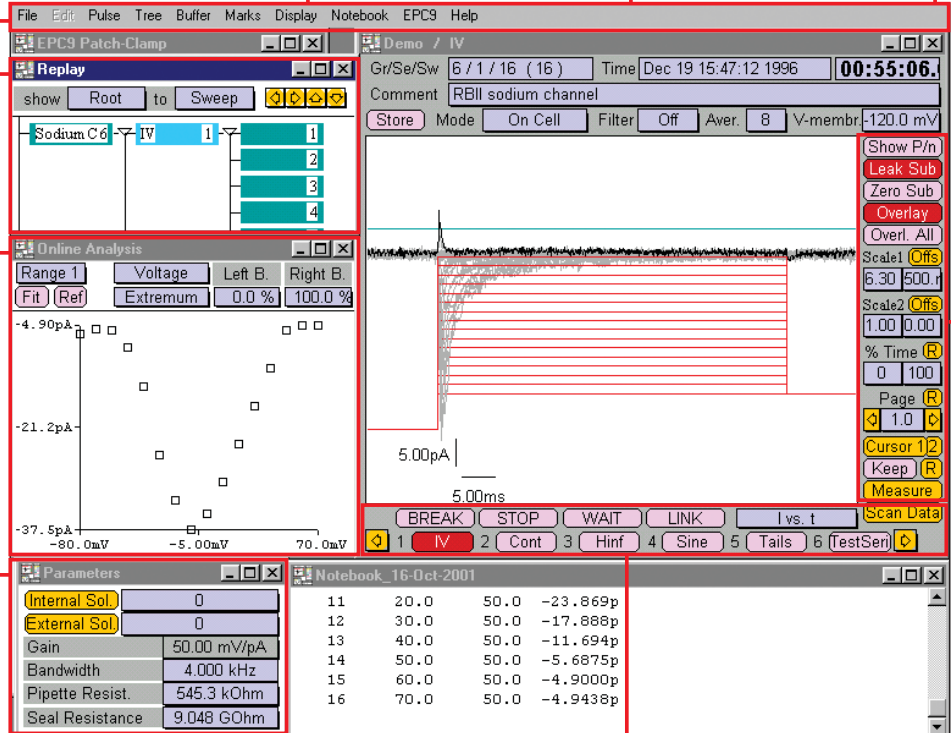 File Edit Pulse Tree Buffer Marks Display Notebook EPC9 Help
EPC9 Patch-Clamp
Replay
show Root to Sweep
Sodium C6 IV 1 1
2
3
4
Online Analysis
Range 1 Voltage Left B. Right B.
Fit Ref Extremum 0.0 % 100.0 %
-4.90pA
-21.2pA
-37.5pA
-80.0mV -5.00mV 70.0mV
Demo / IV
Gr/Se/Sw 6 / 1 / 16 ( 16 ) Time Dec 19 15:47:12 1996 00:55:06.
Comment RBII sodium channel
Store Mode On Cell Filter Off Aver. 8 V-membr. -120.0 mV
5.00pA
5.00ms
Show P/n
Leak Sub
Zero Sub
Overlay
Overl. All
Scale1 Offs
6.30 500.
Scale2 Offs
1.00 0.00
% Time R
0 100
Page R
1.0
Cursor 1 2
Keep R
Measure
Scan Data
BREAK STOP WAIT LINK I vs. t
1 IV 2 Cont 3 Hinf 4 Sine 5 Tails 6 TestSeri
Parameters
Internal Sol. 0
External Sol. 0
Gain 50.00 mV/pA
Bandwidth 4.000 kHz
Pipette Resist. 545.3 kOhm
Seal Resistance 9.048 GOhm
Notebook_16-Oct-2001
11 20.0 50.0 -23.869p
12 30.0 50.0 -17.888p
13 40.0 50.0 -11.694p
14 50.0 50.0 -5.6875p
15 60.0 50.0 -4.9000p
16 70.0 50.0 -4.9438p